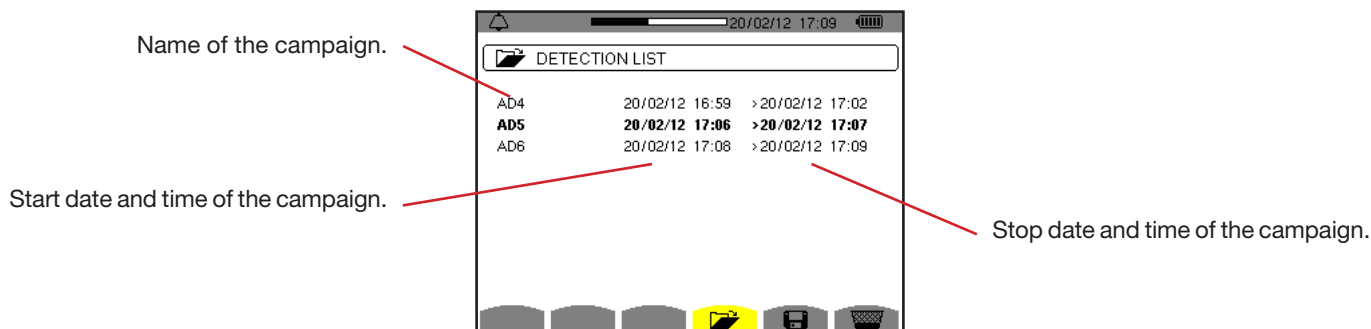 20/02/12 17:09
Name of the campaign.
DETECTION LIST
AD4 20/02/12 16:59 >20/02/12 17:02
AD5 20/02/12 17:06 >20/02/12 17:07
AD6 20/02/12 17:08 >20/02/12 17:09
Start date and time of the campaign.
Stop date and time of the campaign.